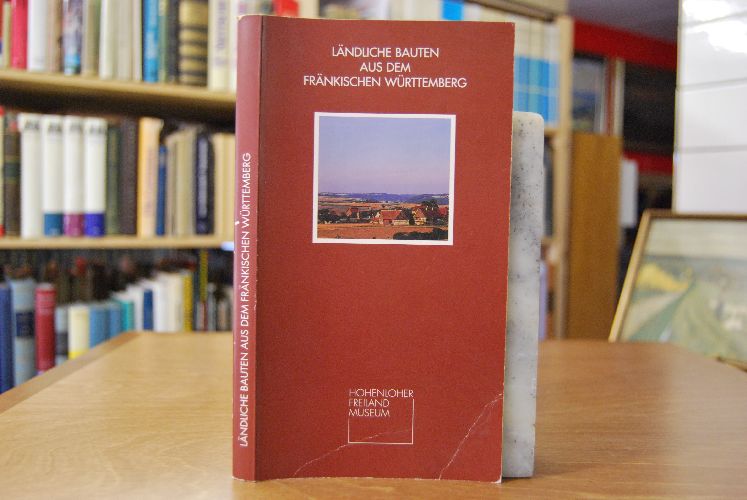 LÄNDLICHE BAUTEN
AUS DEM
FRÄNKISCHEN WÜRTTEMBERG
HOHENLOHER
FREILAND
MUSEUM
LÄNDLICHE BAUTEN AUS DEM FRÄNKISCHEN WÜRTTEMBERG